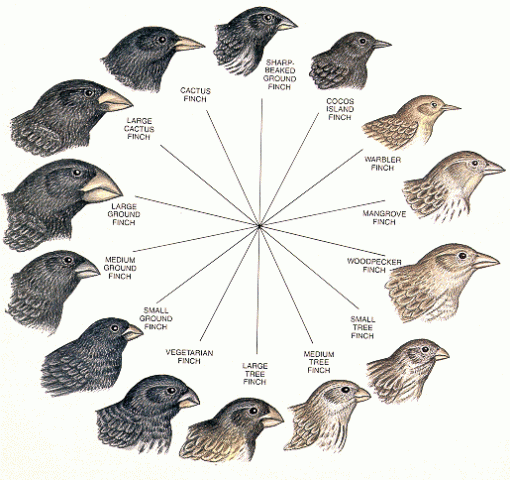 SHARP-
BEAKED
GROUND
FINCH
COCOS
ISLAND
FINCH
WARBLER
FINCH
MANGROVE
FINCH
WOODPECKER
FINCH
SMALL
TREE
FINCH
MEDIUM
TREE
FINCH
LARGE
TREE
FINCH
VEGETARIAN
FINCH
SMALL
GROUND
FINCH
MEDIUM
GROUND
FINCH
LARGE
GROUND
FINCH
LARGE
CACTUS
FINCH
CACTUS
FINCH